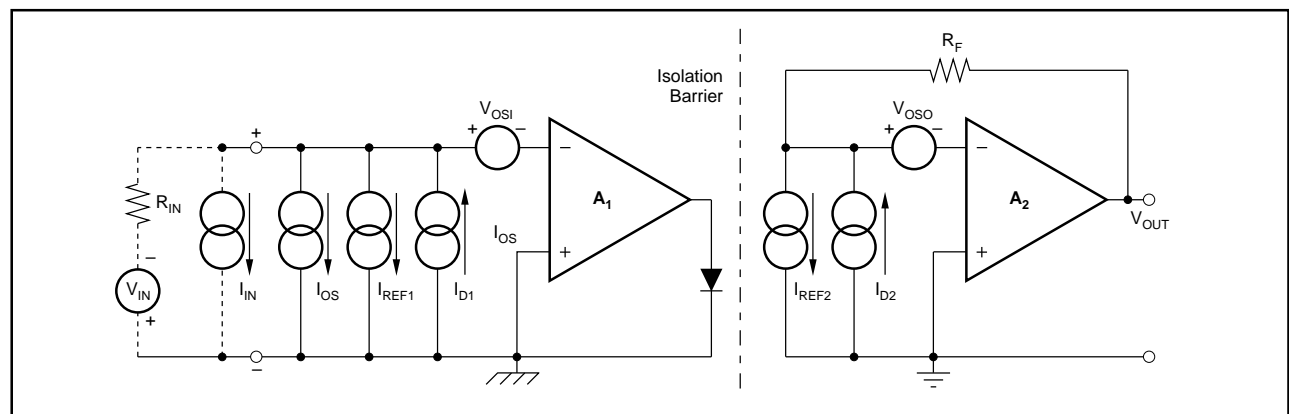 R_F
Isolation
Barrier
V_OSI
+ −
V_OSO
+ −
+
−
−
R_IN
A_1
A_2
I_OS
V_OUT
−
+
+
V_IN
I_IN
I_OS
I_REF1
I_D1
I_REF2
I_D2
+
−